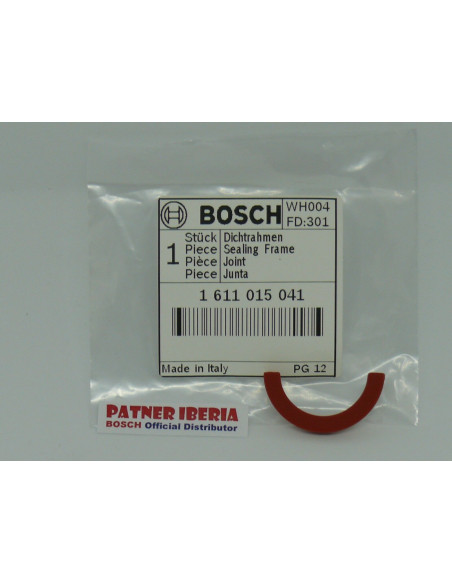 BOSCH
WH004
FD:301
1
Stück Dichtrahmen
Piece Sealing Frame
Pièce Joint
Piece Junta
1 611 015 041
Made in Italy PG 12
PATNER IBERIA
BOSCH Official Distributor